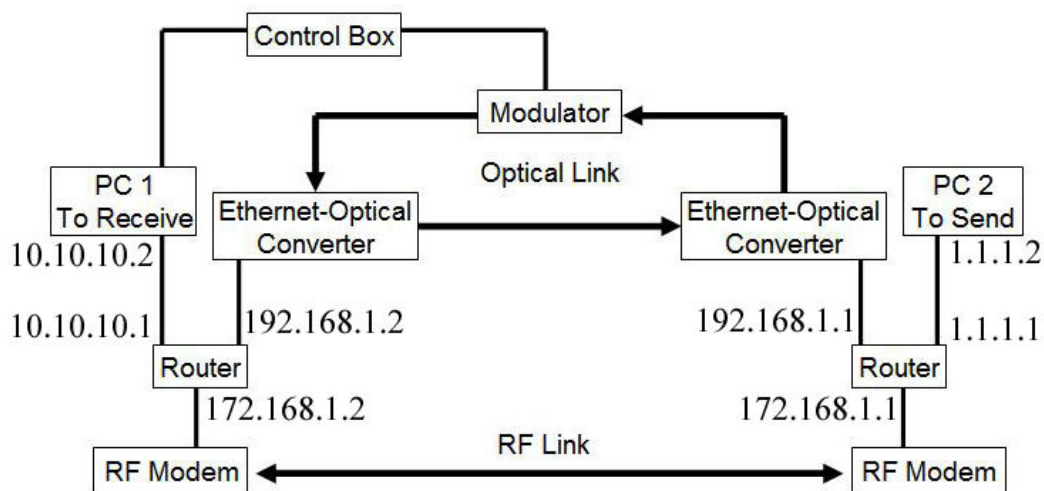 Control Box
Modulator
Optical Link
PC 1
To Receive
Ethernet-Optical
Converter
Ethernet-Optical
Converter
PC 2
To Send
10.10.10.2
1.1.1.2
10.10.10.1
192.168.1.2
192.168.1.1
1.1.1.1
Router
Router
172.168.1.2
172.168.1.1
RF Modem
RF Link
RF Modem